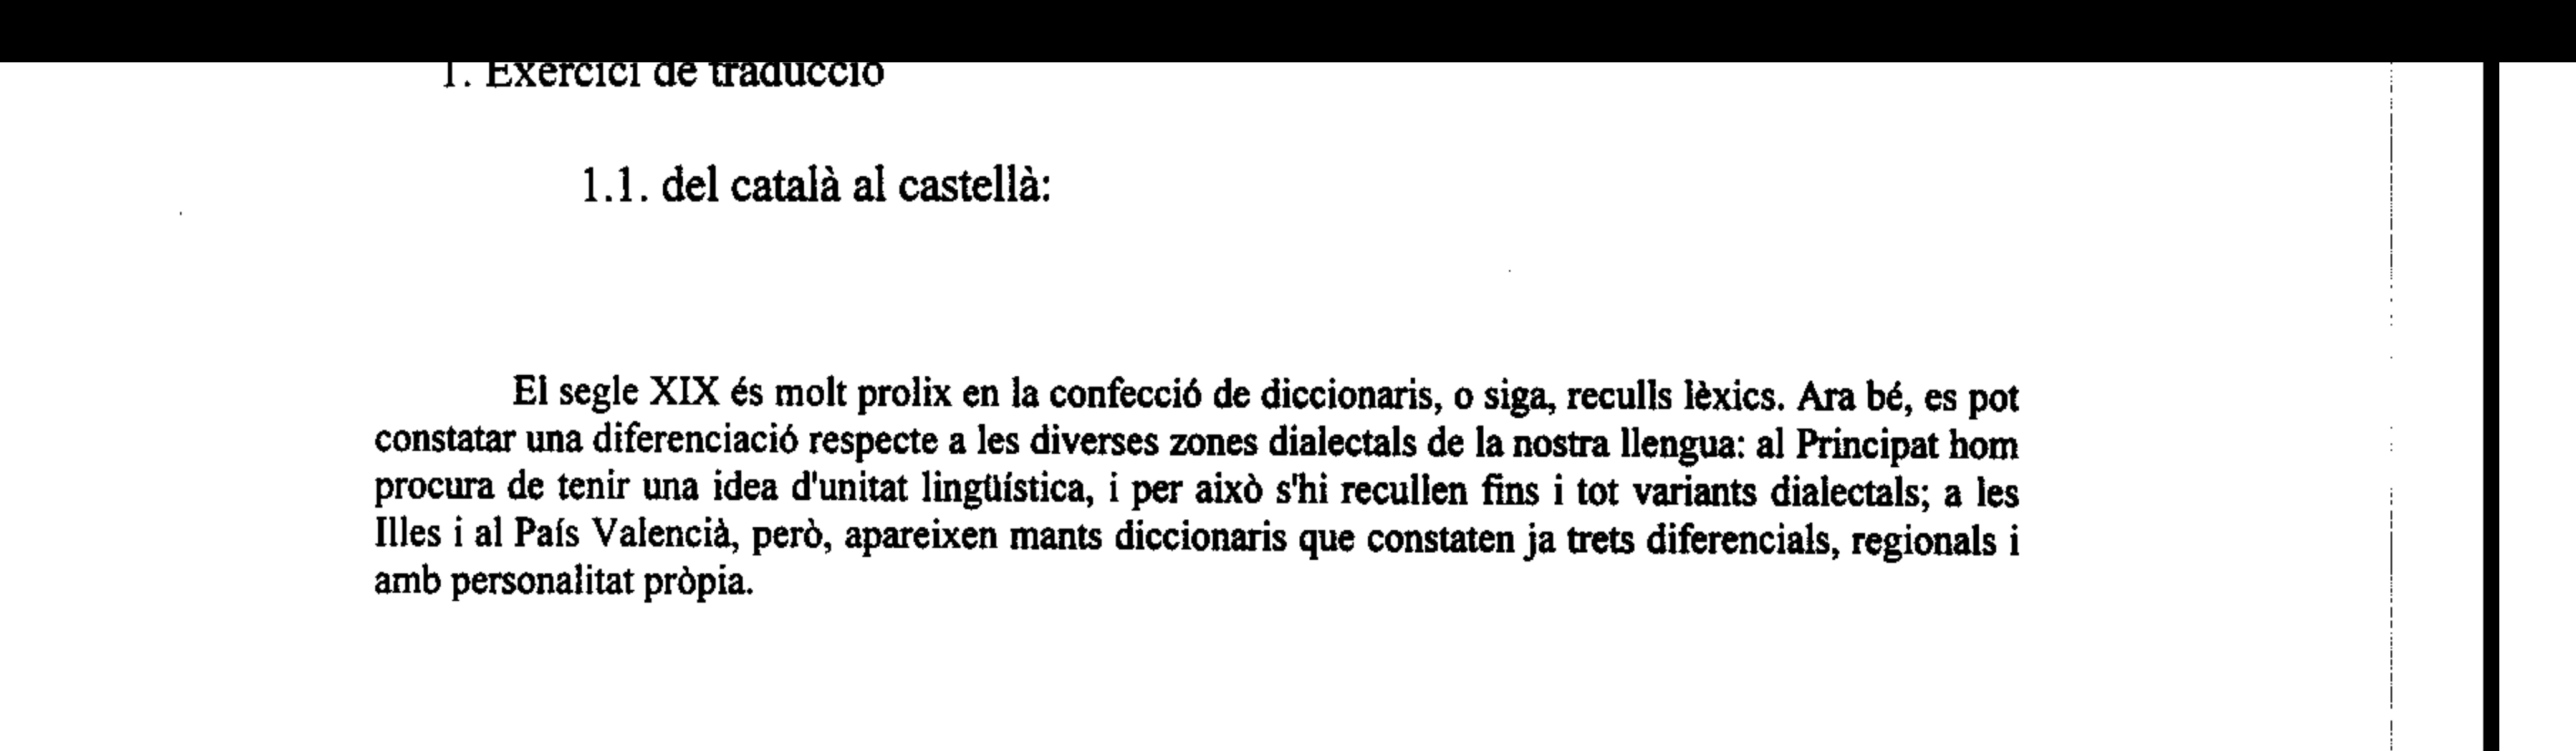 1. Exercici de traducció
1.1. del català al castellà:
El segle XIX és molt prolix en la confecció de diccionaris, o siga, reculls lèxics. Ara bé, es pot
constatar una diferenciació respecte a les diverses zones dialectals de la nostra llengua: al Principat hom
procura de tenir una idea d'unitat lingüística, i per això s'hi recullen fins i tot variants dialectals; a les
Illes i al País Valencià, però, apareixen mants diccionaris que constaten ja trets diferencials, regionals i
amb personalitat pròpia.